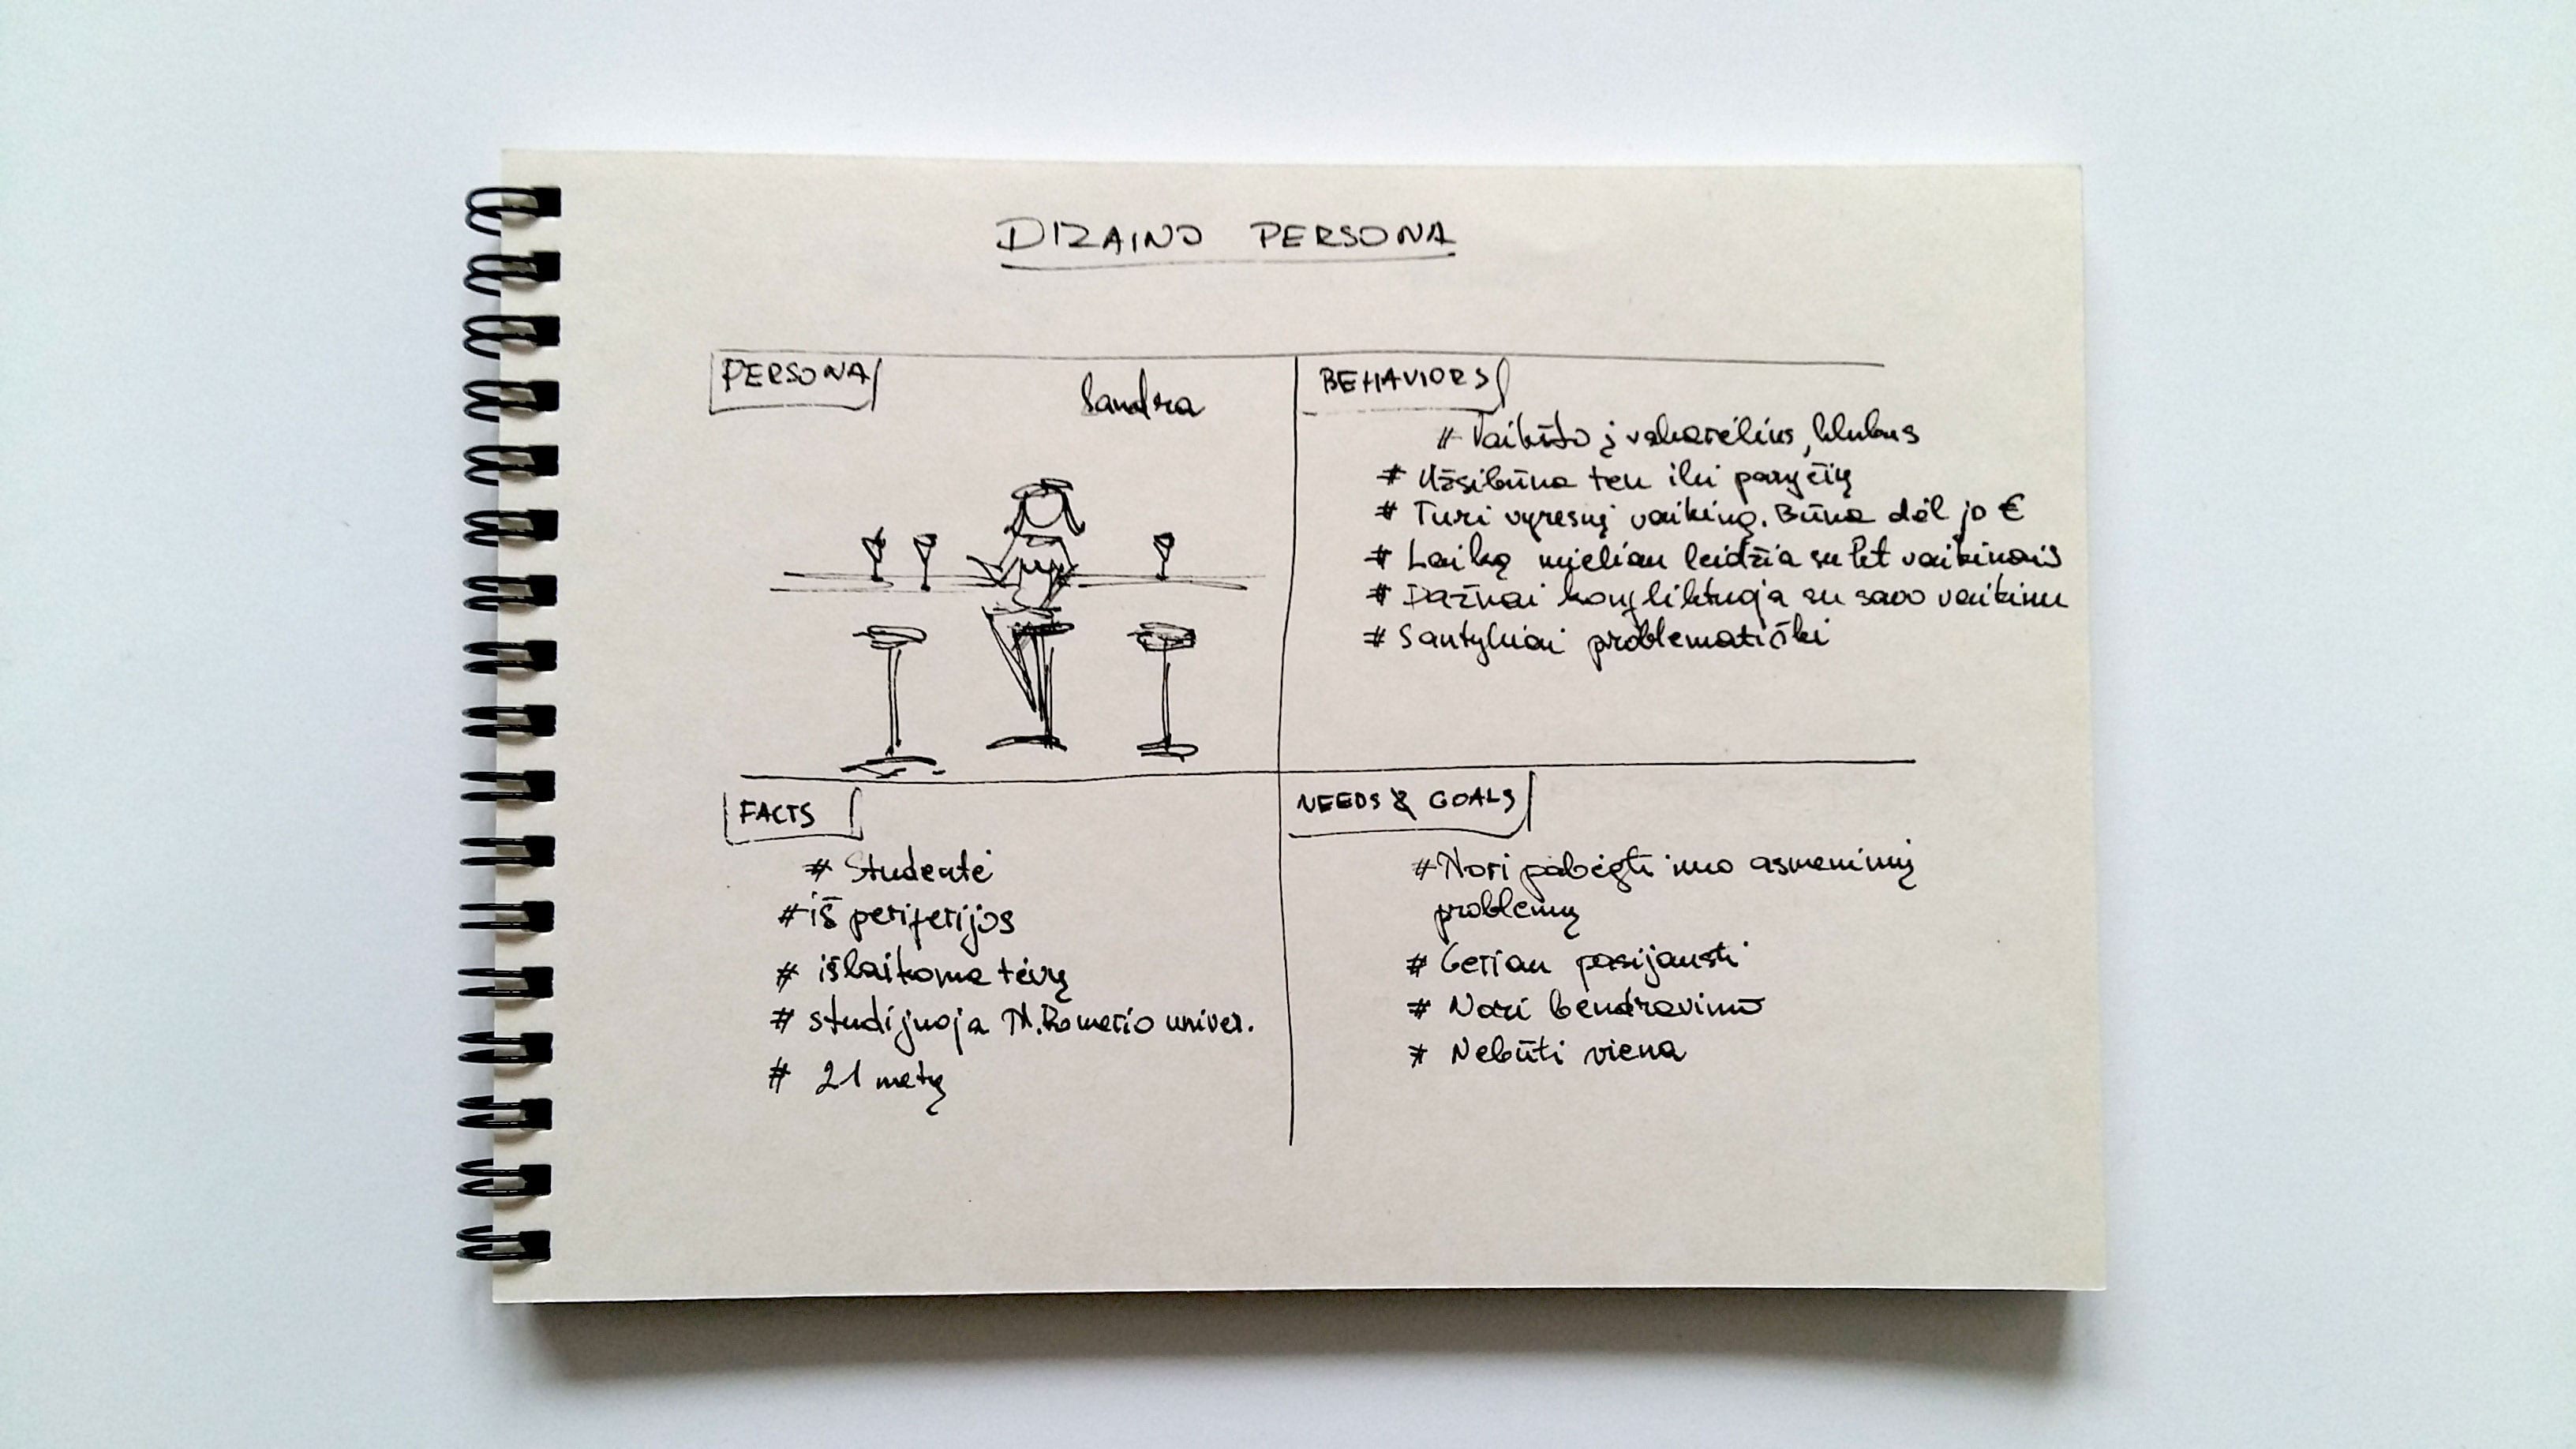 DIZAINO PERSONA
PERSONA
Sandra
BEHAVIORS
# Vaikšto į vakarėlius, klubus
# Užsibūna ten iki paryčių
# Turi vyresnį vaikiną. Būna dėl jo €
# Laiką mieliau leidžia su kt vaikinais
# Dažnai konfliktuoja su savo vaikinu
# Santykiai problematiški
FACTS
# Studentė
# iš periferijos
# išlaikoma tėvų
# studijuoja M.Romerio univer.
# 21 metų
NEEDS & GOALS
# Nori pabėgti nuo asmeninių
problemų
# Geriau pasijausti
# Nori bendravimo
# Nebūti viena